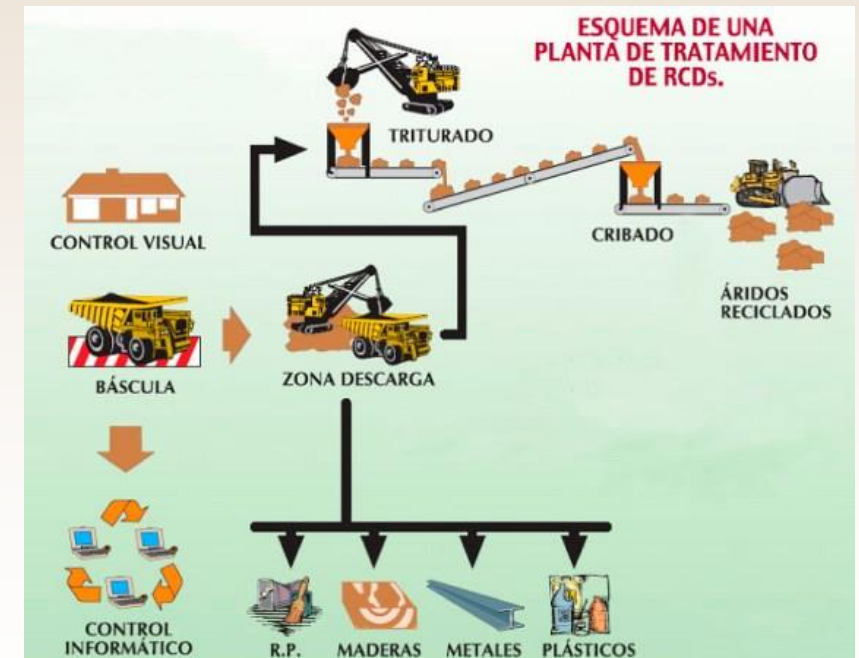 ESQUEMA DE UNA
PLANTA DE TRATAMIENTO
DE RCDs.
TRITURADO
CONTROL VISUAL
CRIBADO
ÁRIDOS
RECICLADOS
BÁSCULA
ZONA DESCARGA
CONTROL
INFORMÁTICO
R.P.
MADERAS
METALES
PLÁSTICOS